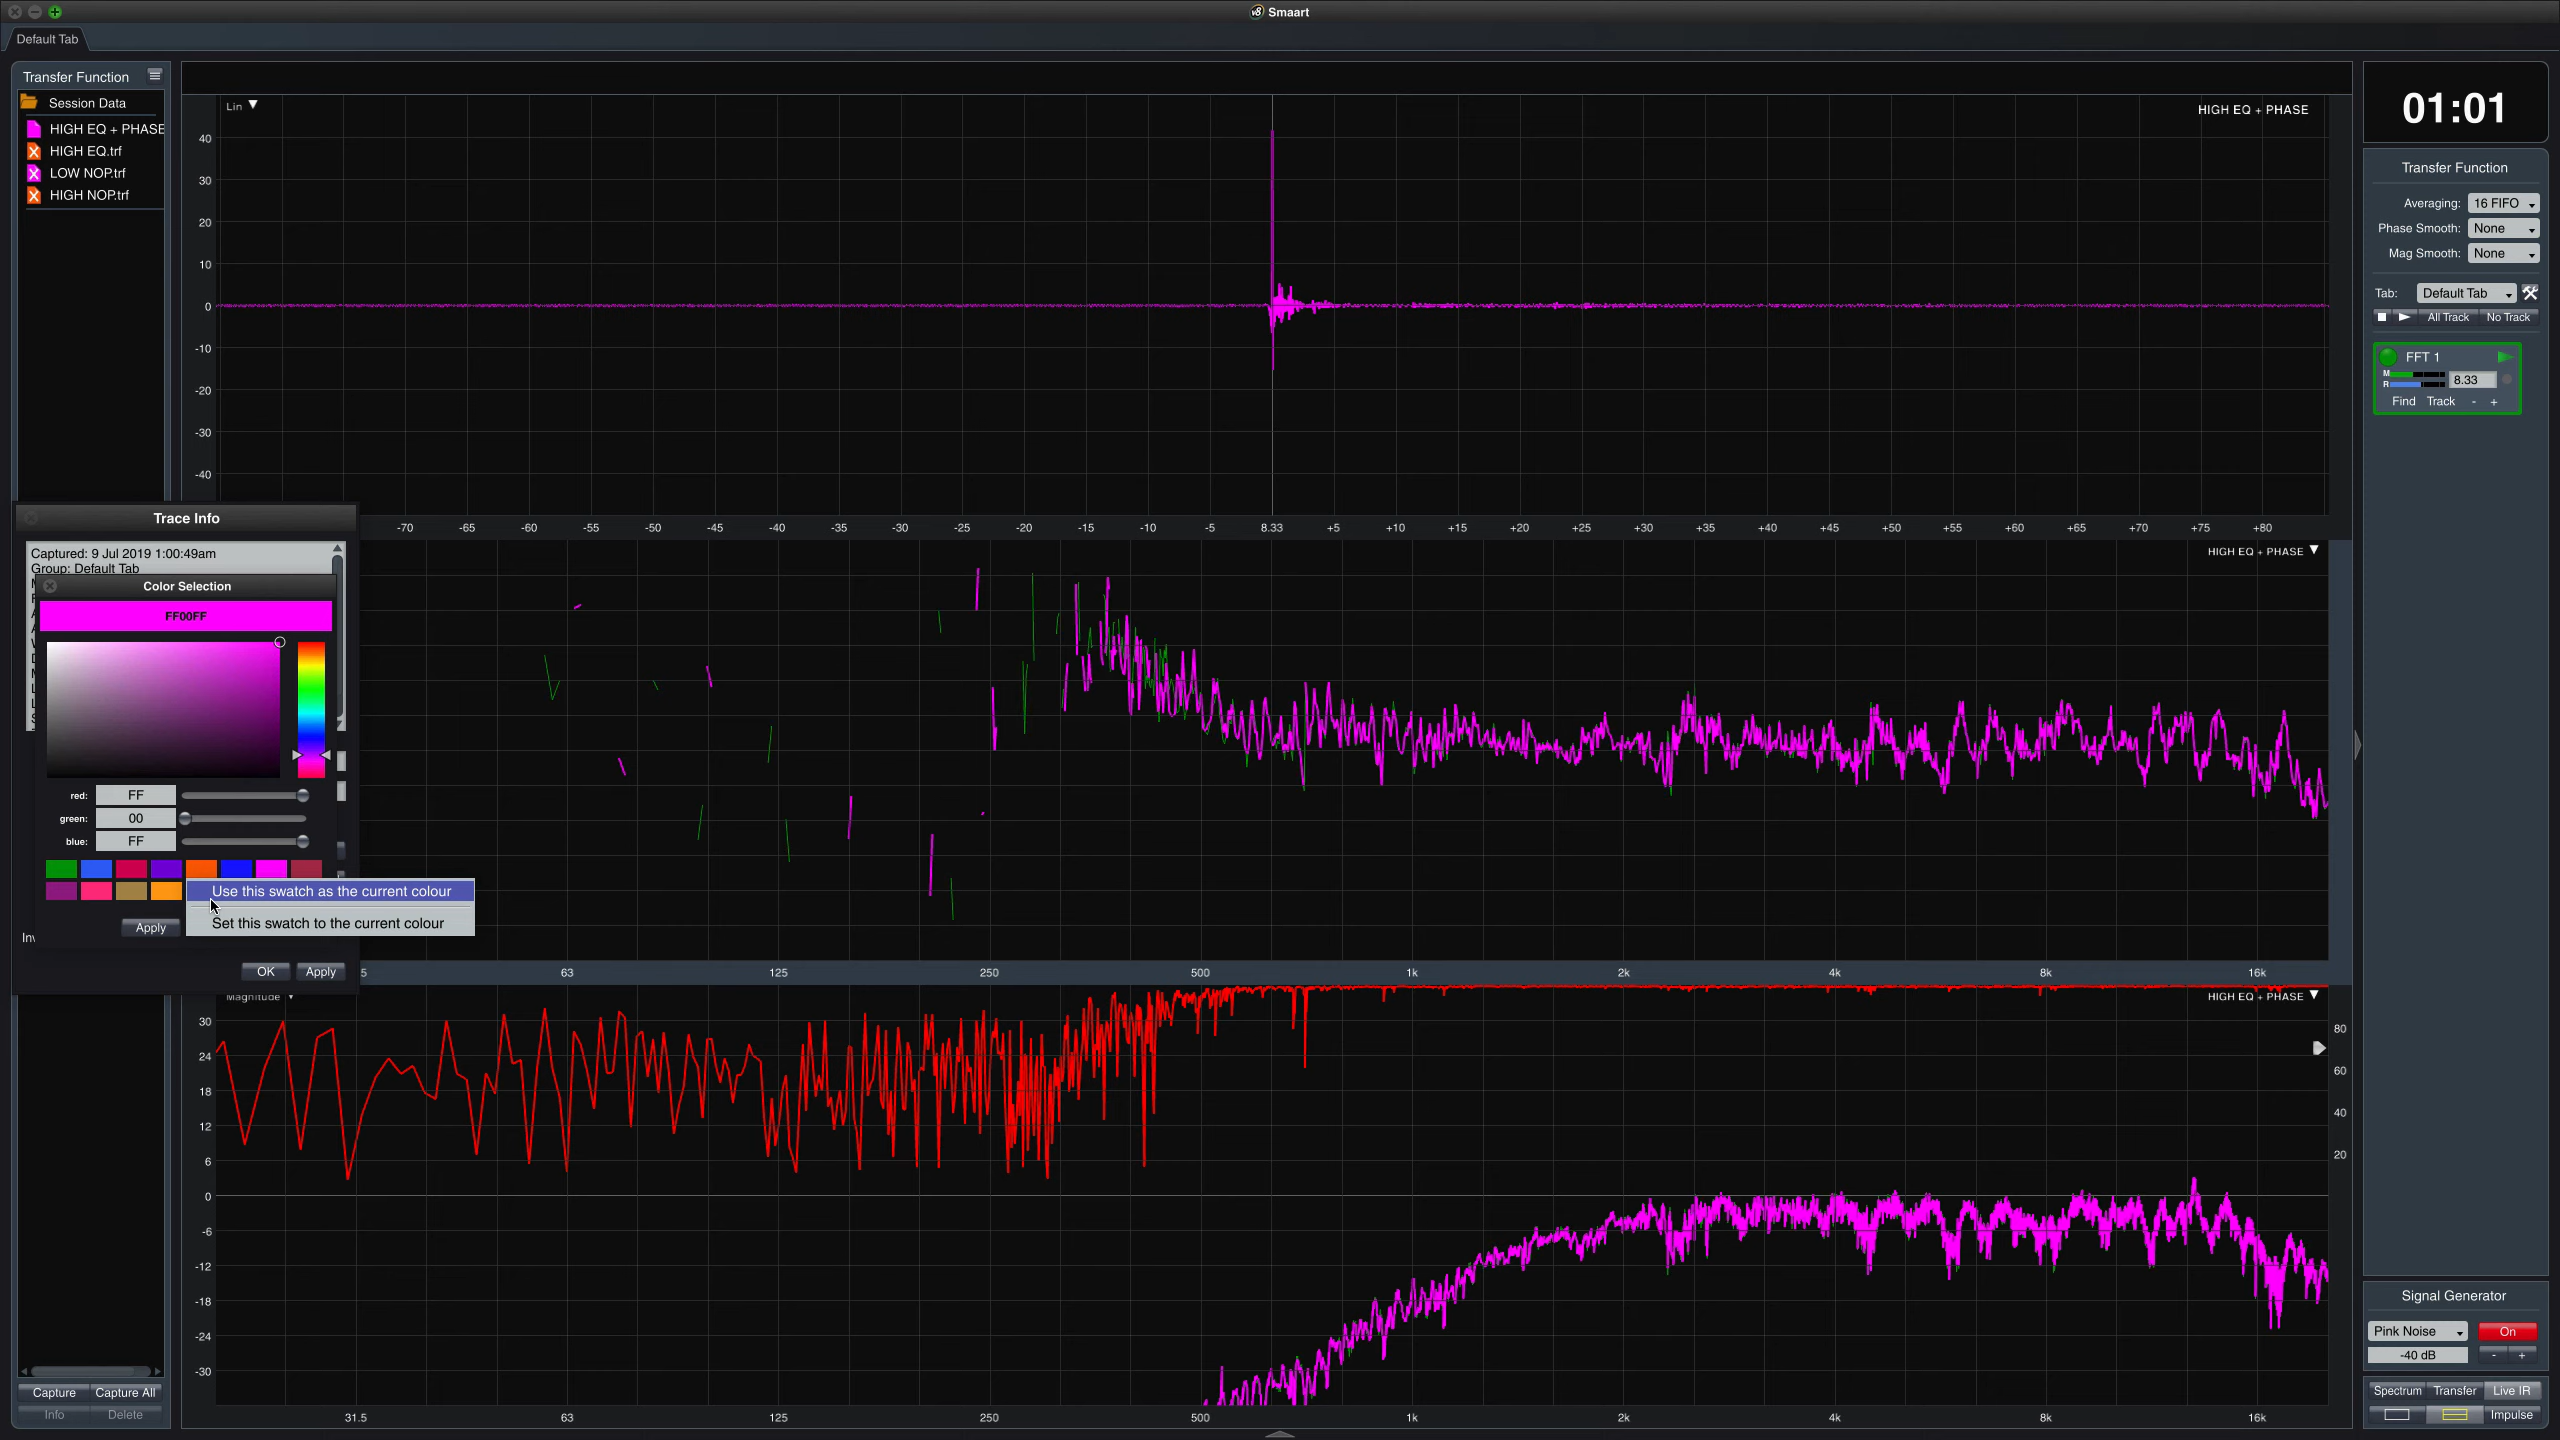 Smaart
Default Tab
Transfer Function
Session Data
HIGH EQ + PHASE
HIGH EQ.trf
LOW NOP.trf
HIGH NOP.trf
Lin
HIGH EQ + PHASE
40
30
20
10
0
-10
-20
-30
-40
-70 -65 -60 -55 -50 -45 -40 -35 -30 -25 -20 -15 -10 -5 8.33 +5 +10 +15 +20 +25 +30 +35 +40 +45 +50 +55 +60 +65 +70 +75 +80
Trace Info
Captured: 9 Jul 2019 1:00:49am
Group: Default Tab
Color Selection
FF00FF
red: FF
green: 00
blue: FF
Use this swatch as the current colour
Set this swatch to the current colour
Apply
OK Apply
HIGH EQ + PHASE
63 125 250 500 1k 2k 4k 8k 16k
Magnitude
HIGH EQ + PHASE
30
24
18
12
6
0
-6
-12
-18
-24
-30
80
60
40
20
31.5 63 125 250 500 1k 2k 4k 8k 16k
Capture Capture All
Info Delete
01:01
Transfer Function
Averaging: 16 FIFO
Phase Smooth: None
Mag Smooth: None
Tab: Default Tab
All Track No Track
FFT 1
M
R
8.33
Find Track - +
Signal Generator
Pink Noise On
-40 dB - +
Spectrum Transfer Live IR
Impulse